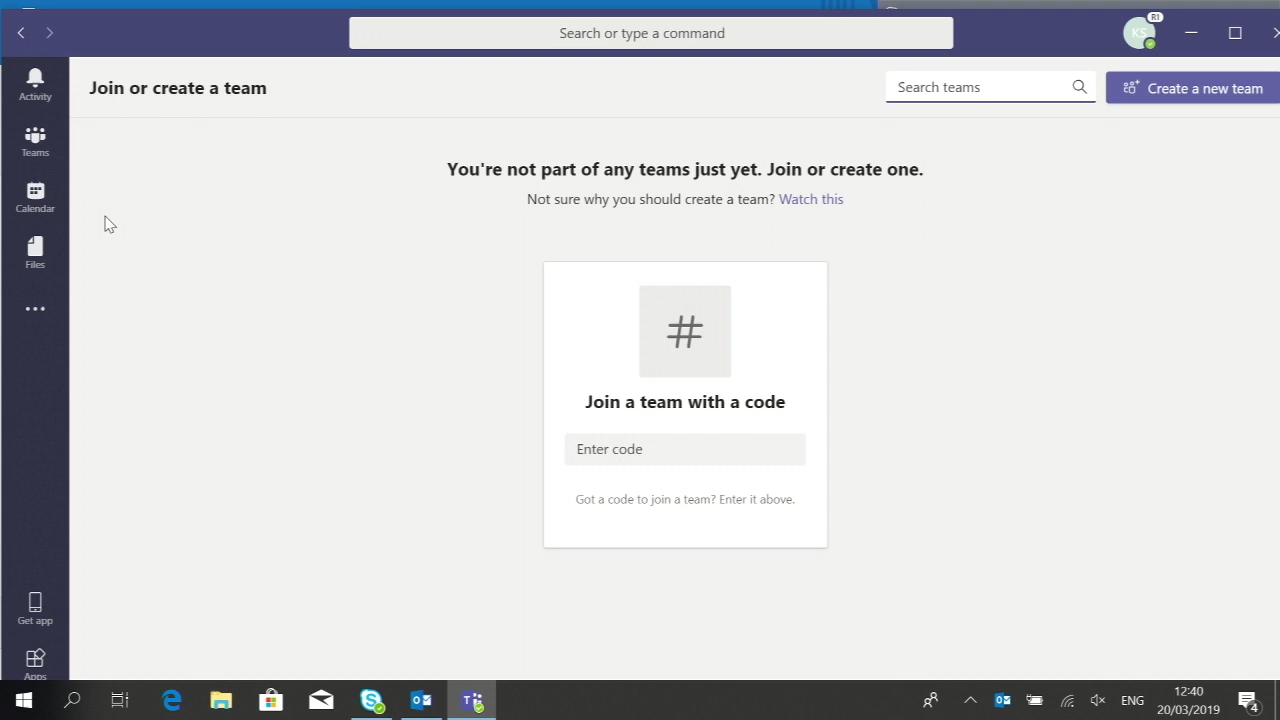 Search or type a command
KS
RI
Activity
Teams
Calendar
Files
Get app
Apps
Join or create a team
Search teams
Create a new team
You're not part of any teams just yet. Join or create one.
Not sure why you should create a team? Watch this
#
Join a team with a code
Enter code
Got a code to join a team? Enter it above.
ENG
12:40
20/03/2019
4